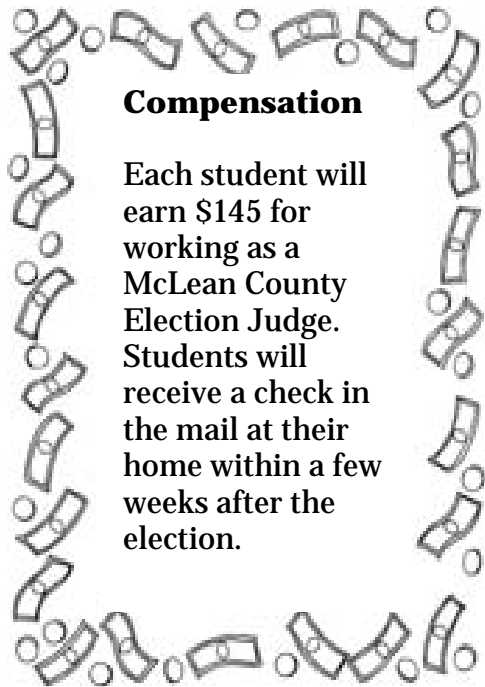 Compensation
Each student will
earn $145 for
working as a
McLean County
Election Judge.
Students will
receive a check in
the mail at their
home within a few
weeks after the
election.